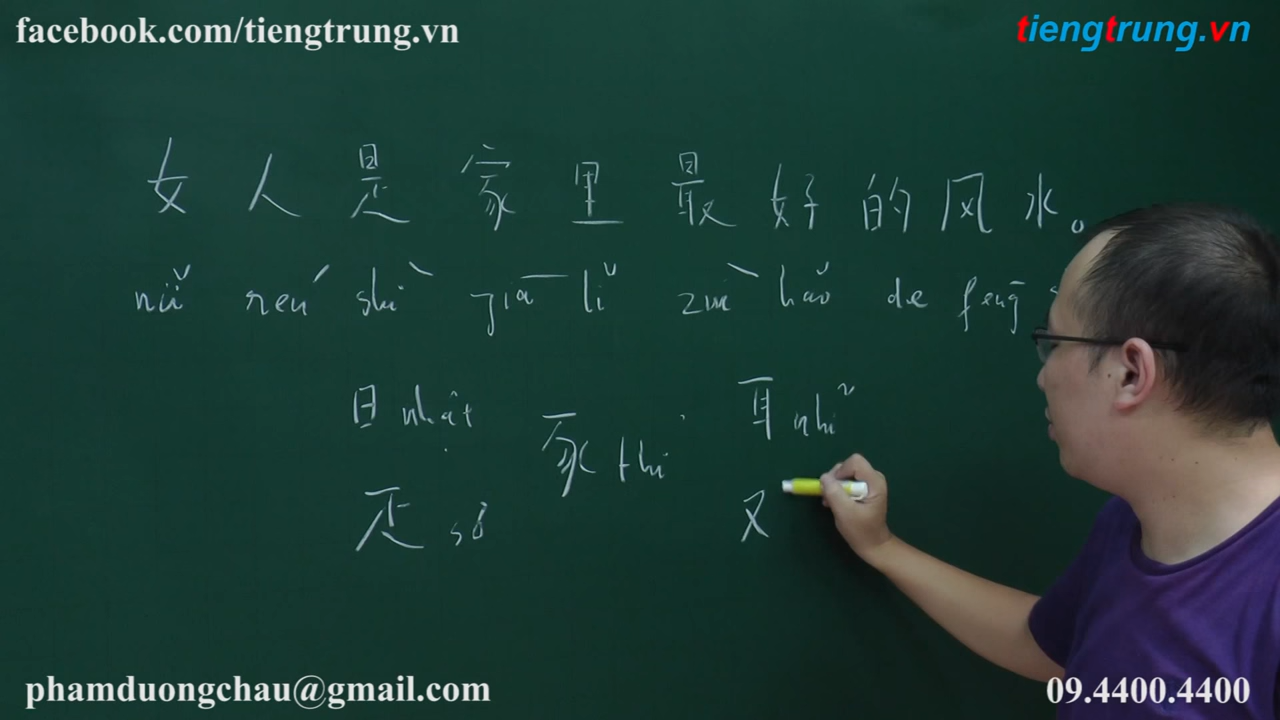 facebook.com/tiengtrung.vn
tiengtrung.vn
女人是家里最好的风水。
nǚ rén shì jiā lǐ zuì hǎo de fēng
日 nhật
豕 thỉ
耳 nhĩ
疋 sơ
又
phamduongchau@gmail.com
09.4400.4400